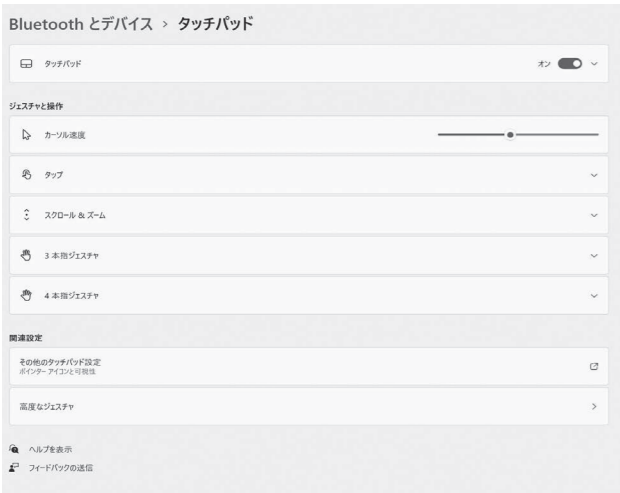 Bluetooth とデバイス › タッチパッド
タッチパッド
オン
ジェスチャと操作
カーソル速度
タップ
スクロール & ズーム
3 本指ジェスチャ
4 本指ジェスチャ
関連設定
その他のタッチパッド設定
ポインター アイコンと可視性
高度なジェスチャ
ヘルプを表示
フィードバックの送信